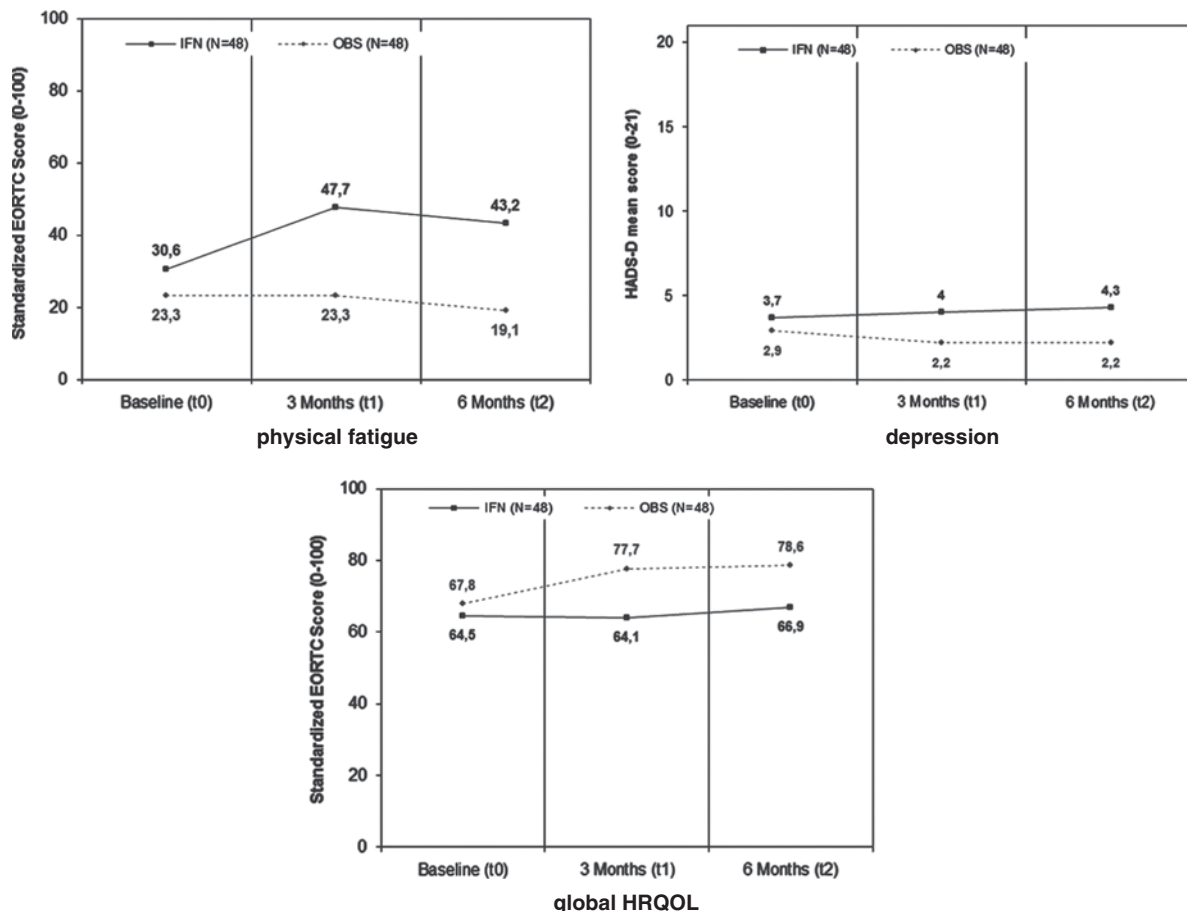 Standardized EORTC Score (0-100)
100
80
60
40
20
0
IFN (N=48) OBS (N=48)
30,6
47,7
43,2
23,3
23,3
19,1
Baseline (t0) 3 Months (t1) 6 Months (t2)
physical fatigue
HADS-D mean score (0-21)
20
15
10
5
0
IFN (N=48) OBS (N=48)
3,7
4
4,3
2,9
2,2
2,2
Baseline (t0) 3 Months (t1) 6 Months (t2)
depression
Standardized EORTC Score (0-100)
100
80
60
40
20
0
IFN (N=48) OBS (N=48)
67,8
77,7
78,6
64,5
64,1
66,9
Baseline (t0) 3 Months (t1) 6 Months (t2)
global HRQOL